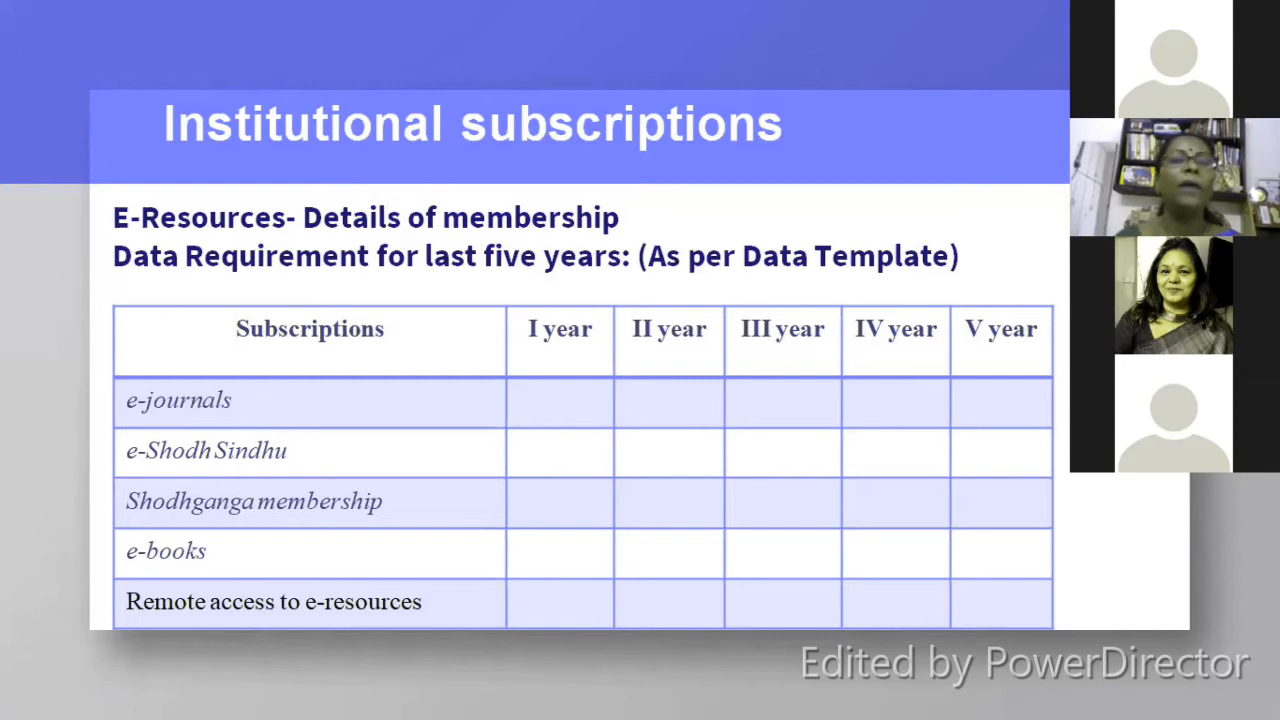 Institutional subscriptions
E-Resources- Details of membership
Data Requirement for last five years: (As per Data Template)
Subscriptions I year II year III year IV year V year
e-journals
e-Shodh Sindhu
Shodhganga membership
e-books
Remote access to e-resources
Edited by PowerDirector